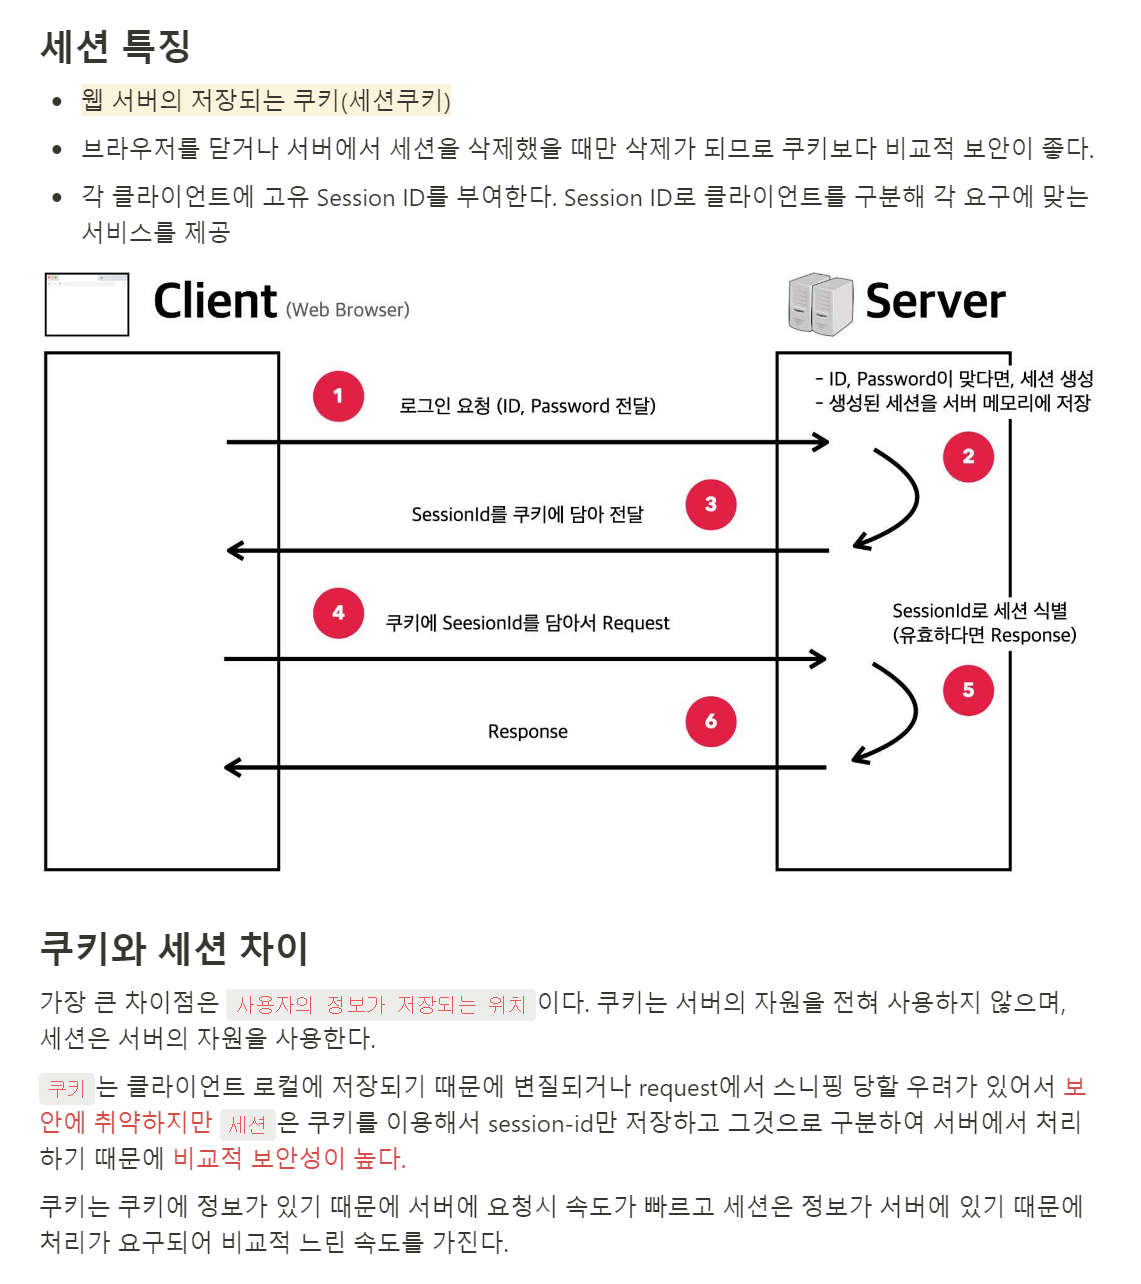 세션 특징
• 웹 서버의 저장되는 쿠키(세션쿠키)
• 브라우저를 닫거나 서버에서 세션을 삭제했을 때만 삭제가 되므로 쿠키보다 비교적 보안이 좋다.
• 각 클라이언트에 고유 Session ID를 부여한다. Session ID로 클라이언트를 구분해 각 요구에 맞는
서비스를 제공
Client (Web Browser)
Server
- ID, Password이 맞다면, 세션 생성
- 생성된 세션을 서버 메모리에 저장
1
로그인 요청 (ID, Password 전달)
2
3
SessionId를 쿠키에 담아 전달
4
쿠키에 SeesionId를 담아서 Request
SessionId로 세션 식별
(유효하다면 Response)
5
6
Response
쿠키와 세션 차이
가장 큰 차이점은 사용자의 정보가 저장되는 위치이다. 쿠키는 서버의 자원을 전혀 사용하지 않으며,
세션은 서버의 자원을 사용한다.
쿠키는 클라이언트 로컬에 저장되기 때문에 변질되거나 request에서 스니핑 당할 우려가 있어서 보
안에 취약하지만 세션은 쿠키를 이용해서 session-id만 저장하고 그것으로 구분하여 서버에서 처리
하기 때문에 비교적 보안성이 높다.
쿠키는 쿠키에 정보가 있기 때문에 서버에 요청시 속도가 빠르고 세션은 정보가 서버에 있기 때문에
처리가 요구되어 비교적 느린 속도를 가진다.